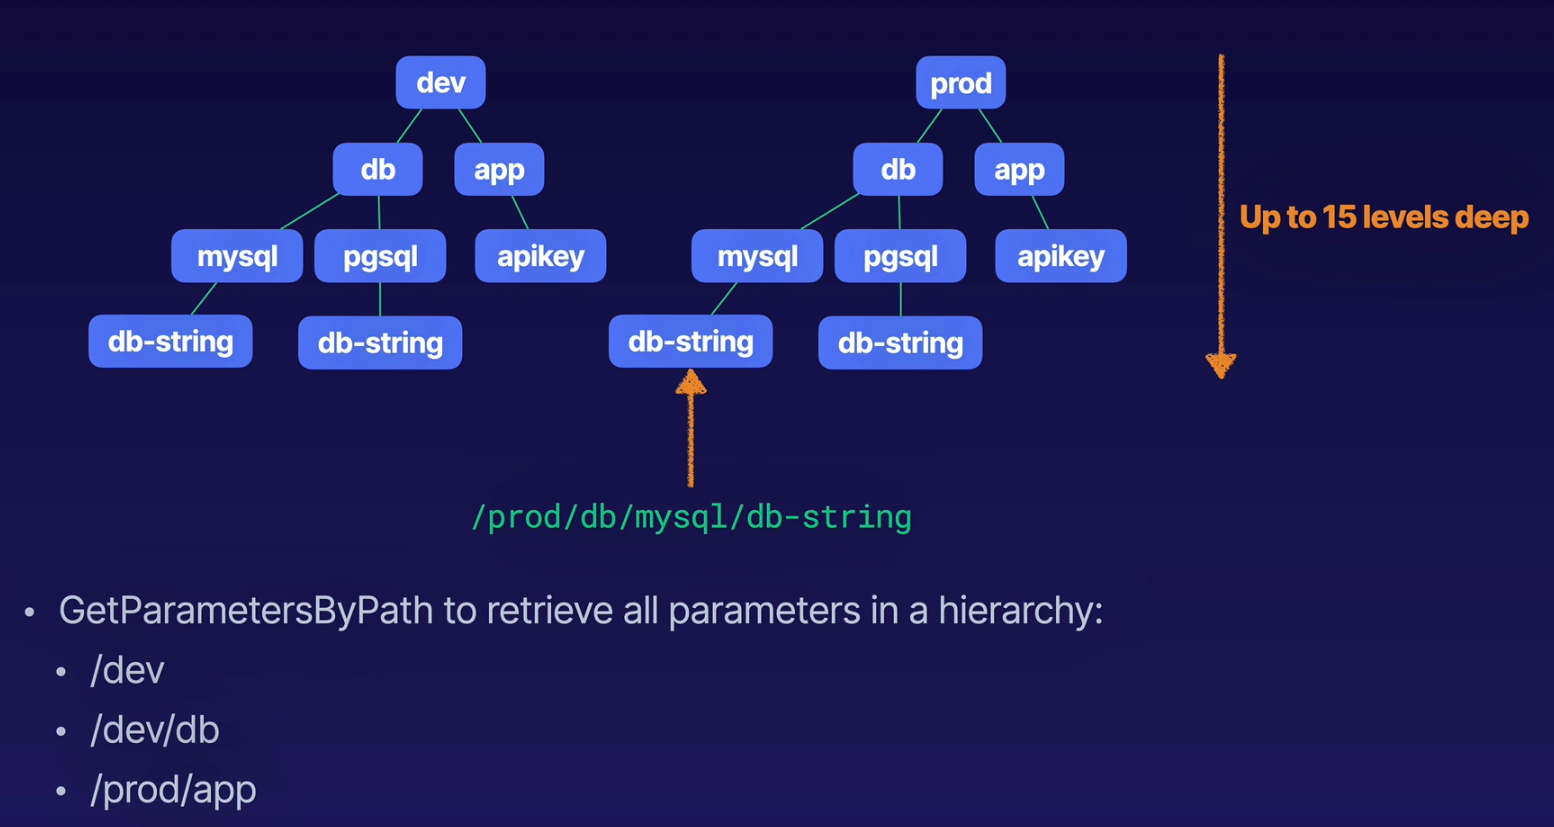 dev
prod
db
app
db
app
Up to 15 levels deep
mysql
pgsql
apikey
mysql
pgsql
apikey
db-string
db-string
db-string
db-string
/prod/db/mysql/db-string
• GetParametersByPath to retrieve all parameters in a hierarchy:
• /dev
• /dev/db
• /prod/app